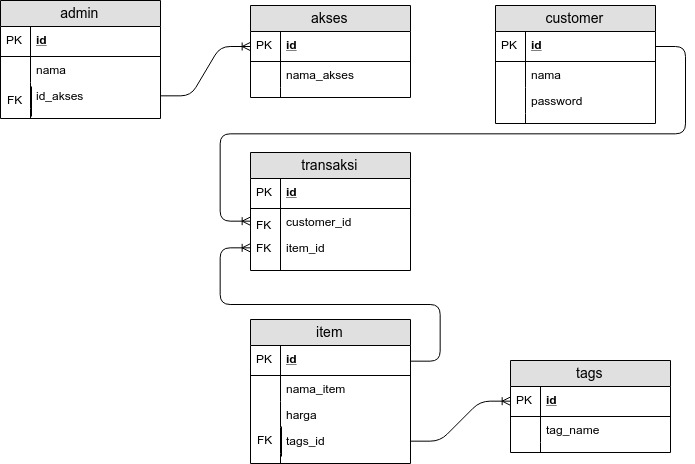 admin
PK id
nama
FK id_akses
akses
PK id
nama_akses
customer
PK id
nama
password
transaksi
PK id
FK customer_id
FK item_id
item
PK id
nama_item
harga
FK tags_id
tags
PK id
tag_name